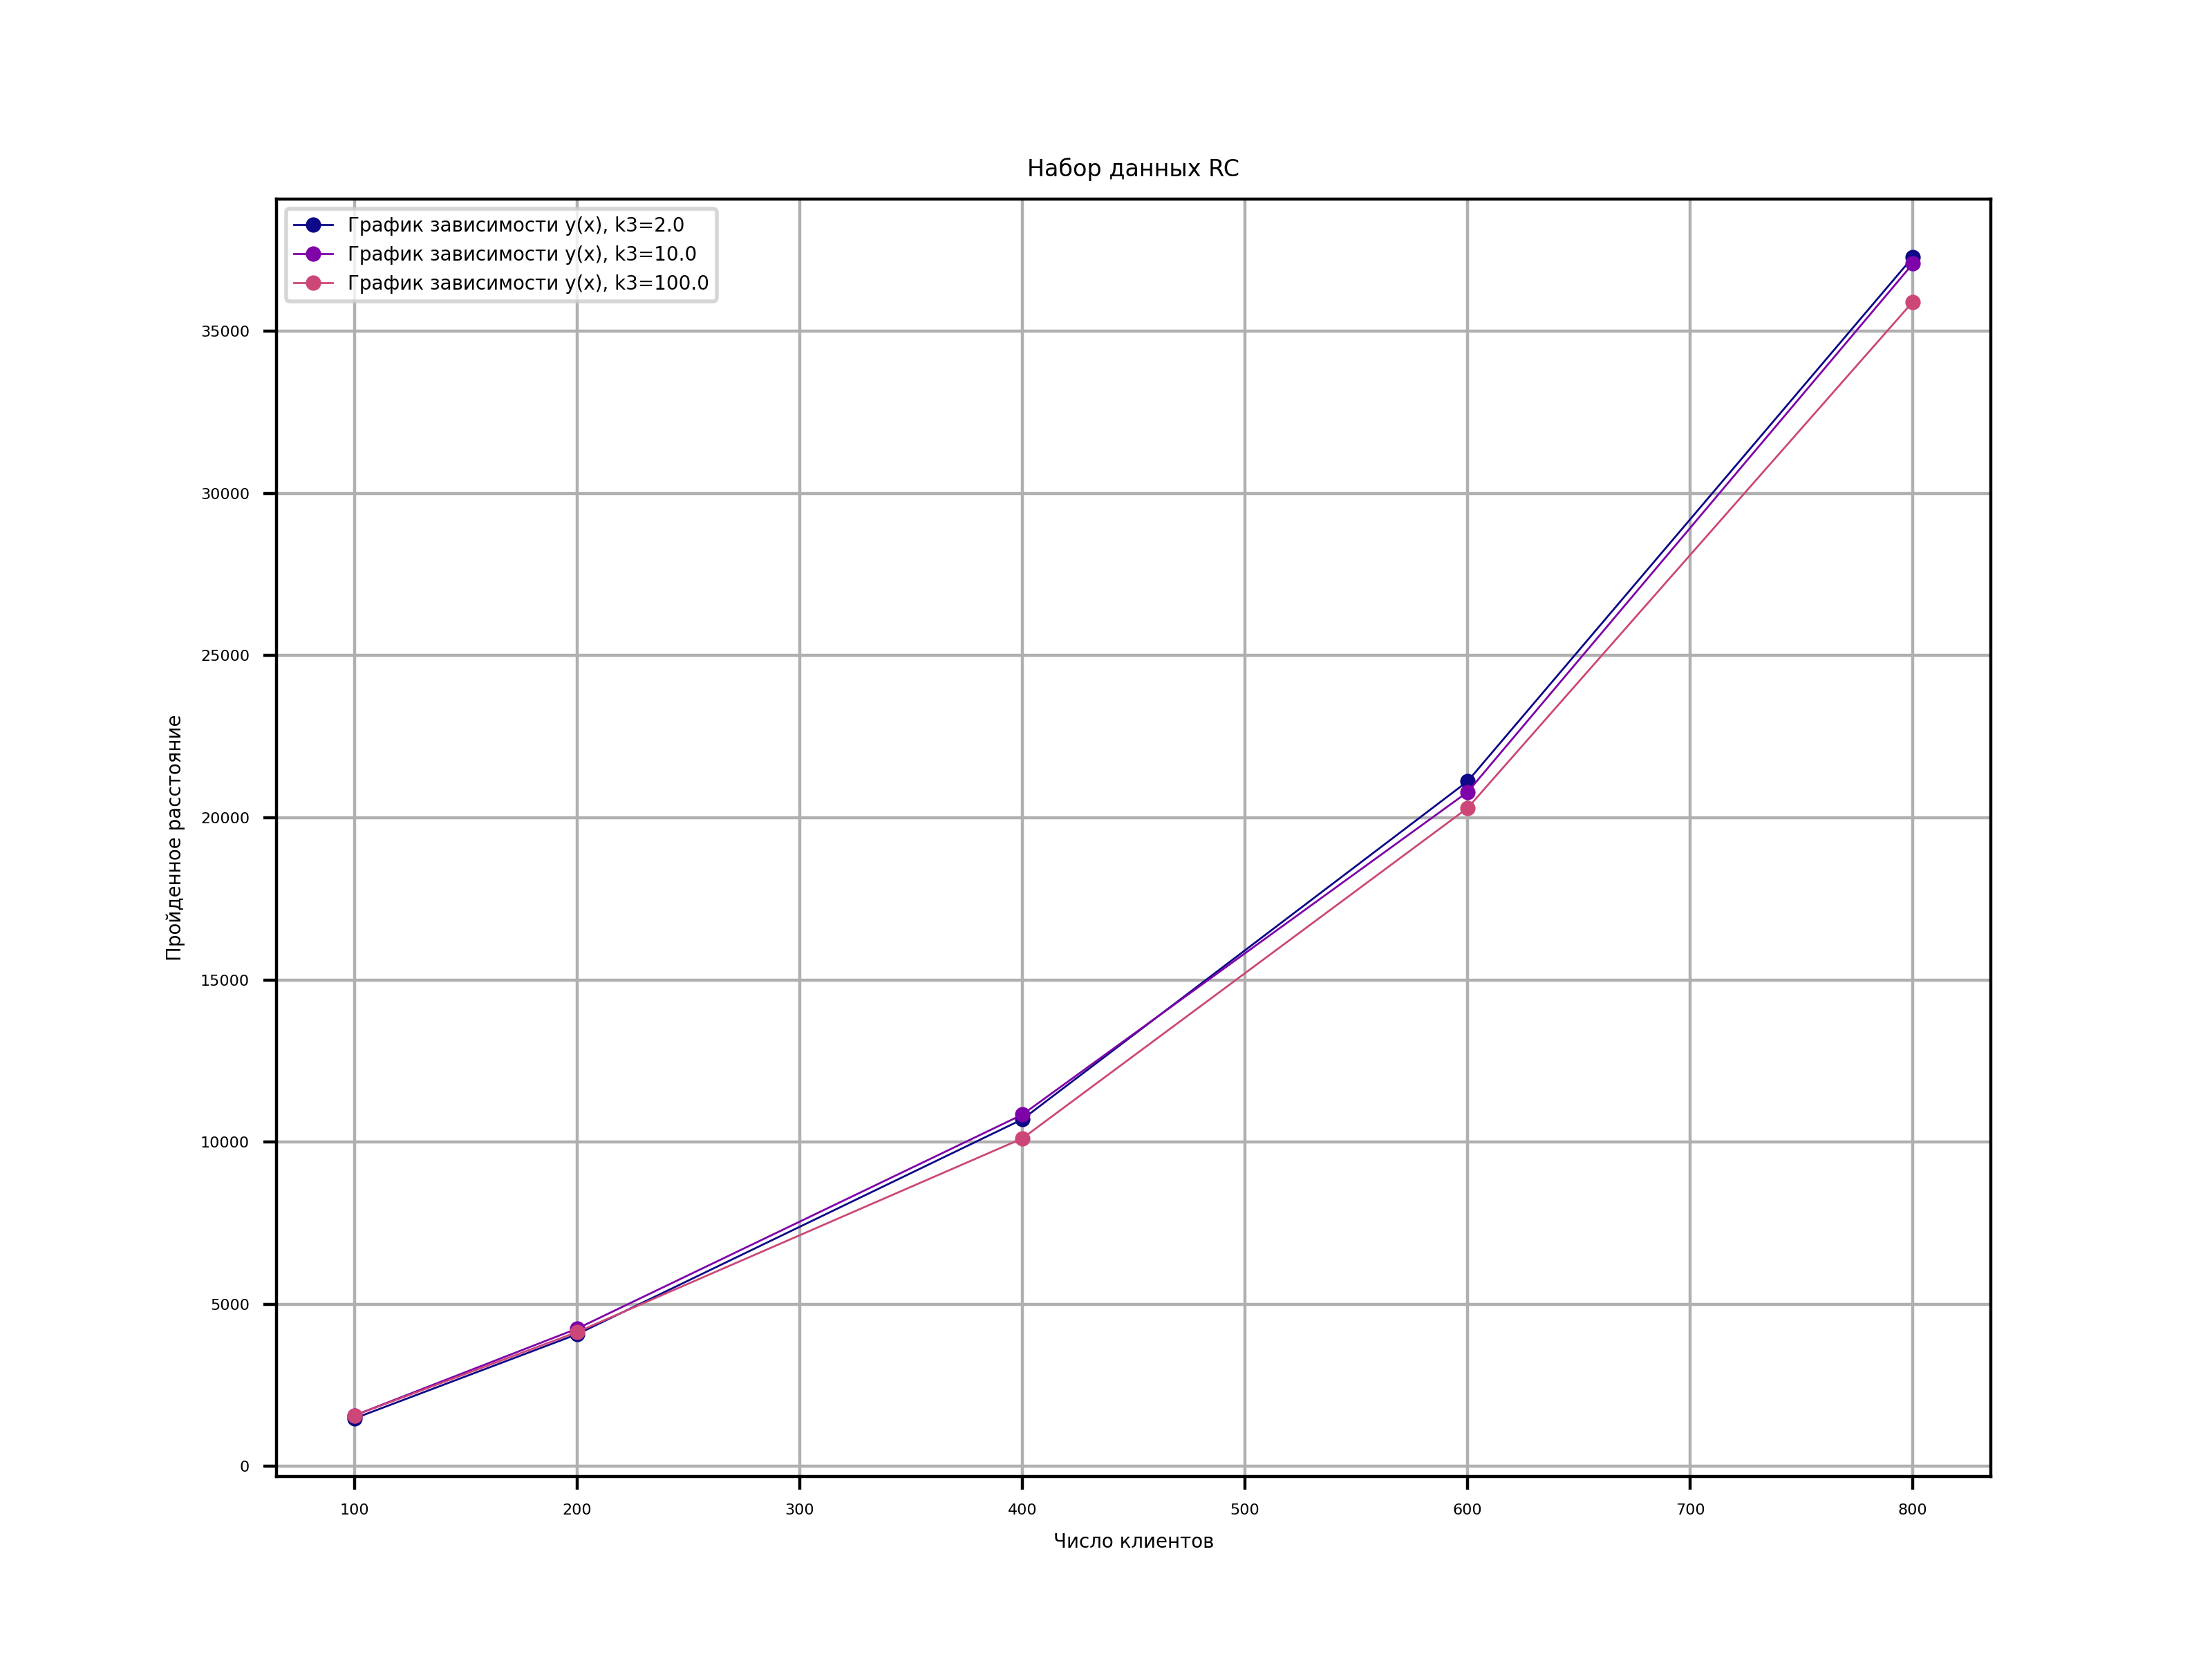 Набор данных RC
График зависимости y(x), k3=2.0
График зависимости y(x), k3=10.0
График зависимости y(x), k3=100.0
35000
30000
25000
20000
15000
10000
5000
0
Пройденное расстояние
100 200 300 400 500 600 700 800
Число клиентов